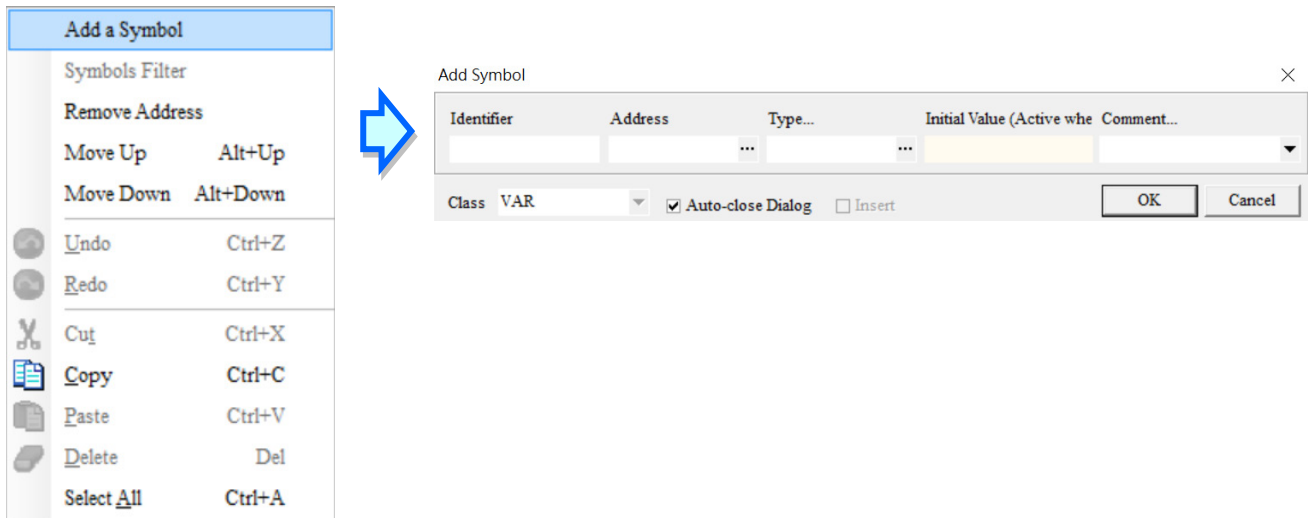 Add a Symbol
Symbols Filter
Remove Address
Move Up Alt+Up
Move Down Alt+Down
Undo Ctrl+Z
Redo Ctrl+Y
Cut Ctrl+X
Copy Ctrl+C
Paste Ctrl+V
Delete Del
Select All Ctrl+A
Add Symbol
Identifier Address Type... Initial Value (Active whe Comment...
Class VAR Auto-close Dialog Insert OK Cancel